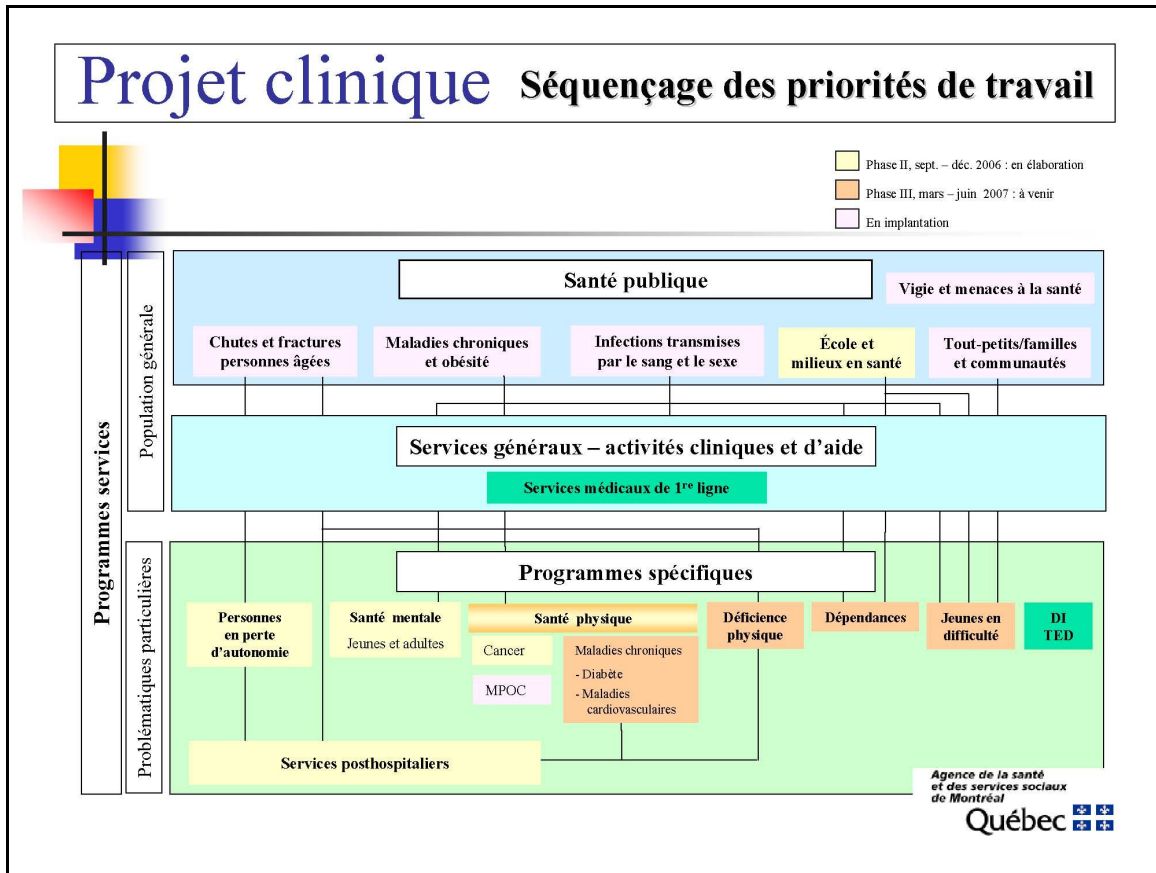 Projet clinique Séquençage des priorités de travail
Phase II, sept. – déc. 2006 : en élaboration
Phase III, mars – juin 2007 : à venir
En implantation
Programmes services
Population générale
Santé publique
Vigie et menaces à la santé
Chutes et fractures
personnes âgées
Maladies chroniques
et obésité
Infections transmises
par le sang et le sexe
École et
milieux en santé
Tout-petits/familles
et communautés
Services généraux – activités cliniques et d’aide
Services médicaux de 1re ligne
Problématiques particulières
Programmes spécifiques
Personnes
en perte
d’autonomie
Santé mentale
Jeunes et adultes
Santé physique
Cancer
MPOC
Maladies chroniques
- Diabète
- Maladies
cardiovasculaires
Déficience
physique
Dépendances
Jeunes en
difficulté
DI
TED
Services posthospitaliers
Agence de la santé
et des services sociaux
de Montréal
Québec